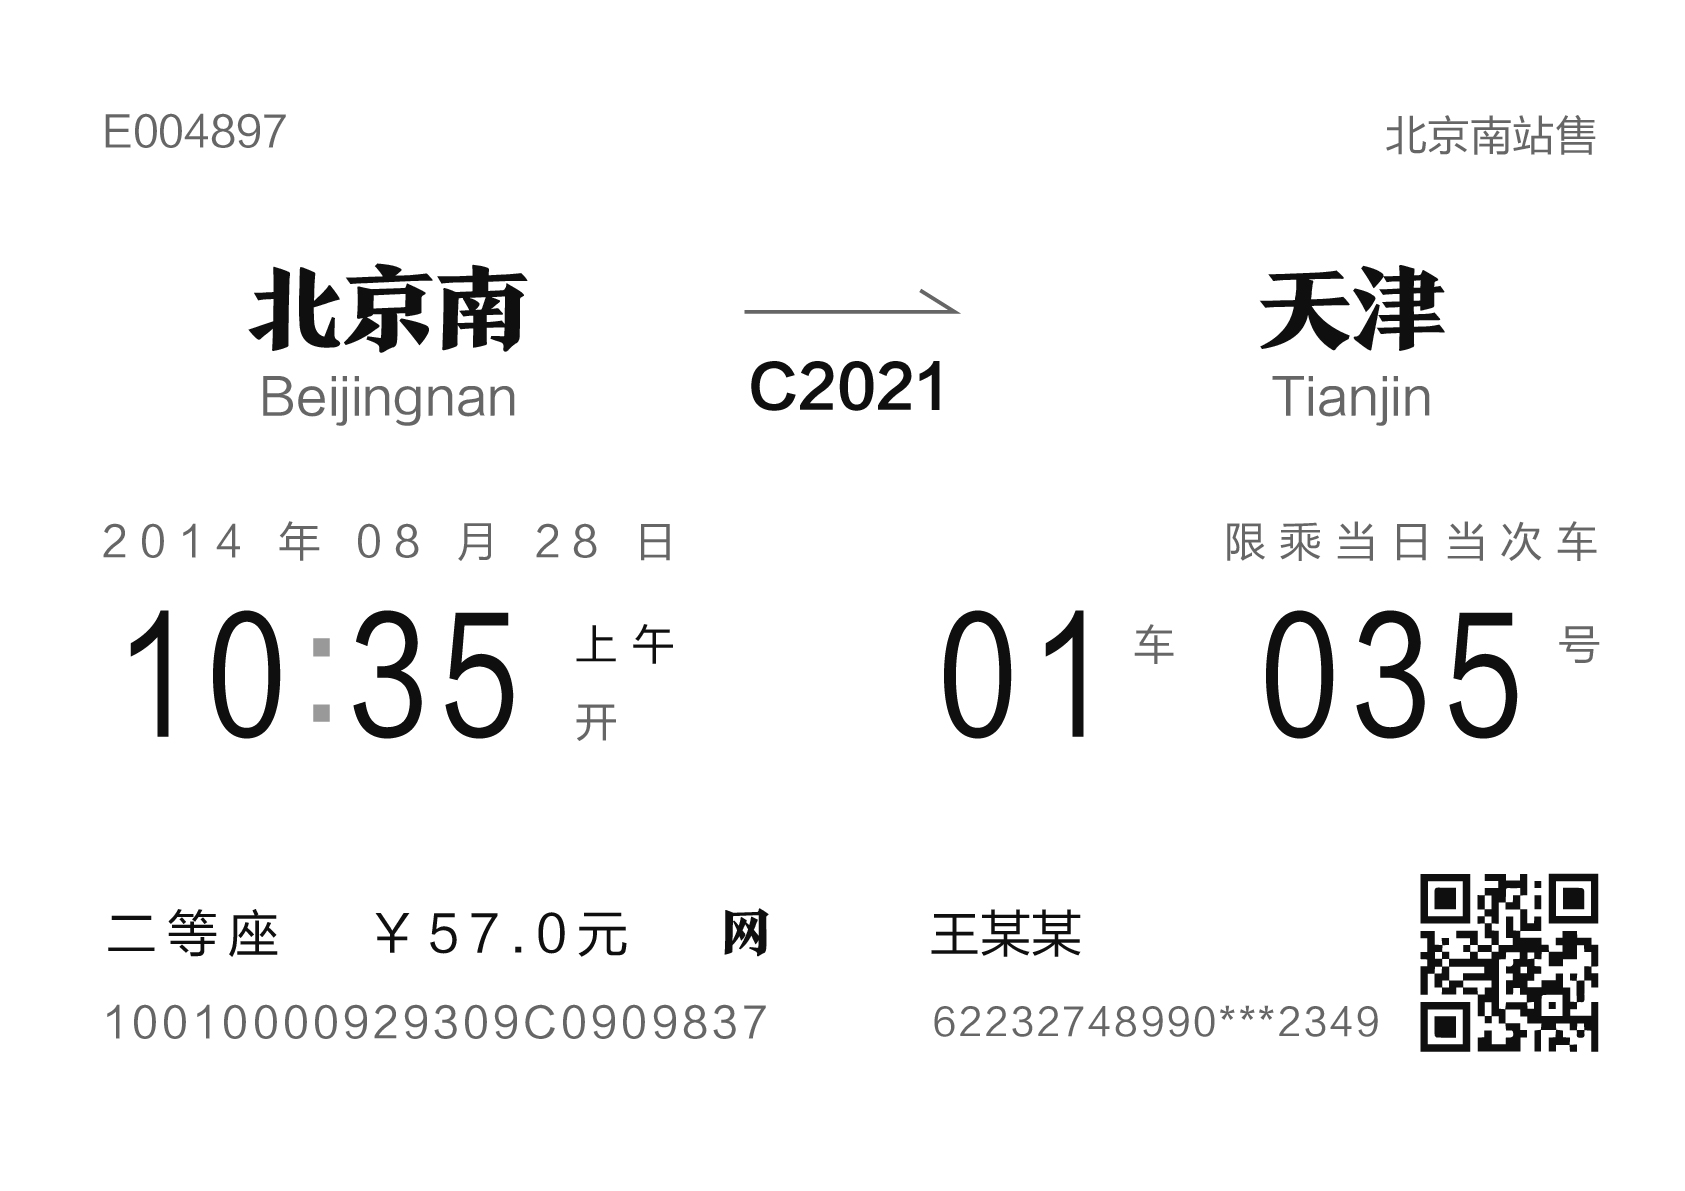 E004897 北京南站售
北京南 天津
Beijingnan C2021 Tianjin
2014 年 08 月 28 日 限乘当日当次车
10:35 上午 开 01 车 035 号
二等座 ￥57.0元 网 王某某
10010000929309C0909837 62232748990***2349